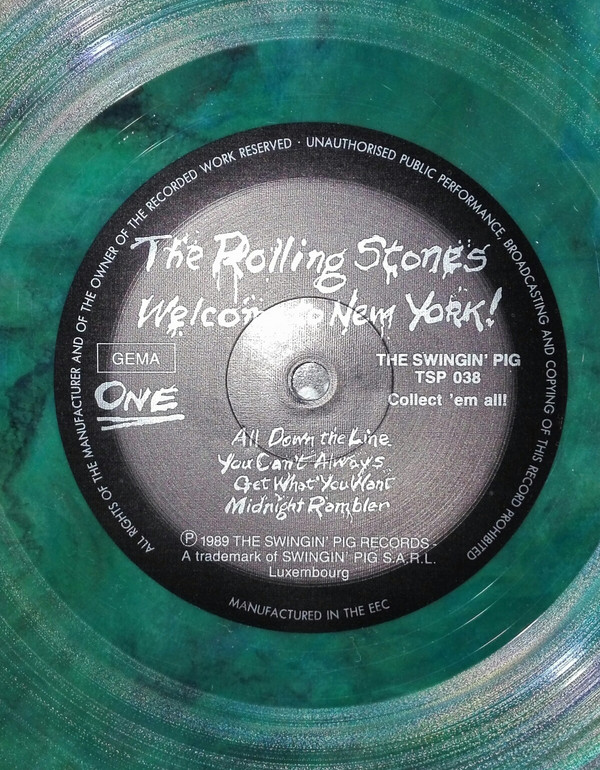 ALL RIGHTS OF THE MANUFACTURER AND OF THE OWNER OF THE RECORDED WORK RESERVED · UNAUTHORISED PUBLIC PERFORMANCE, BROADCASTING AND COPYING OF THIS RECORD PROHIBITED
The Rolling Stones
Welcom to New York!
GEMA
ONE
THE SWINGIN' PIG
TSP 038
Collect 'em all!
All Down the Line
You Can't Always
Get What You Want
Midnight Rambler
Ⓟ 1989 THE SWINGIN' PIG RECORDS -
A trademark of SWINGIN' PIG S.A.R.L.
Luxembourg
MANUFACTURED IN THE EEC